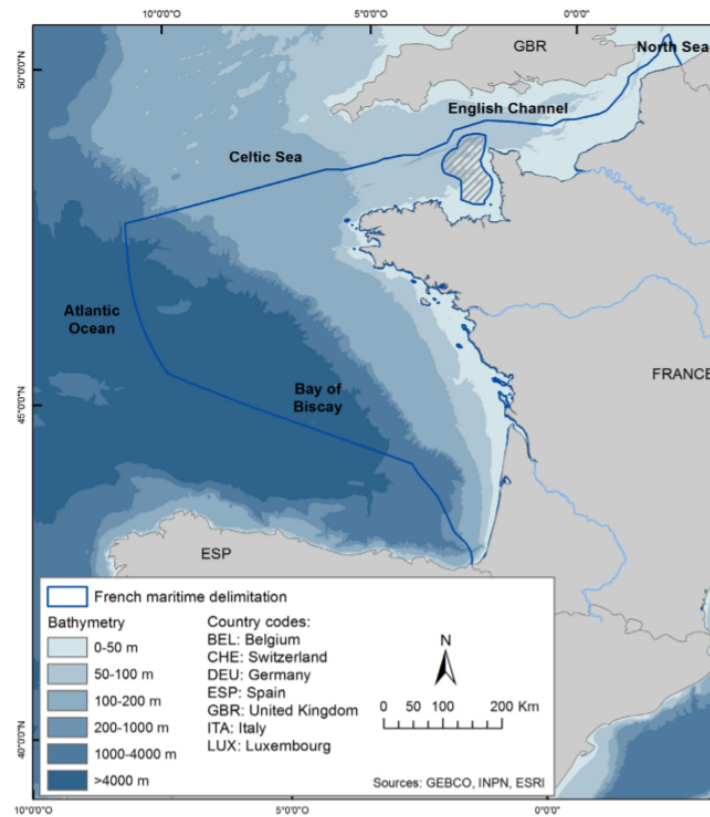 10°0'0"O
5°0'0"O
0°0'0"
50°0'0"N
GBR
North Sea
English Channel
Celtic Sea
Atlantic
Ocean
FRANCE
Bay of
Biscay
45°0'0"N
ESP
French maritime delimitation
Bathymetry
0-50 m
50-100 m
100-200 m
200-1000 m
1000-4000 m
>4000 m
Country codes:
BEL: Belgium
CHE: Switzerland
DEU: Germany
ESP: Spain
GBR: United Kingdom
ITA: Italy
LUX: Luxembourg
N
0 50 100 200 Km
Sources: GEBCO, INPN, ESRI
40°0'0"N
10°0'0"O
5°0'0"O
0°0'0"O